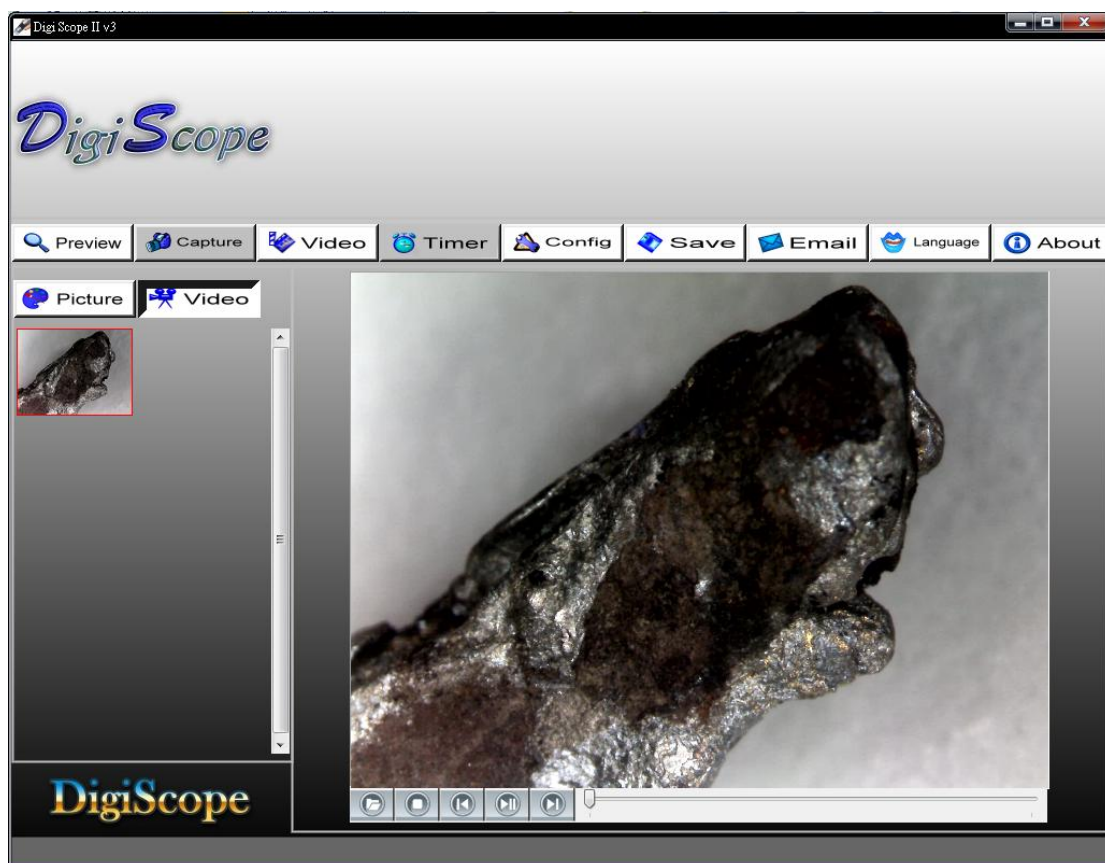 Digi Scope II v3
DigiScope
Preview
Capture
Video
Timer
Config
Save
Email
Language
About
Picture
Video
DigiScope